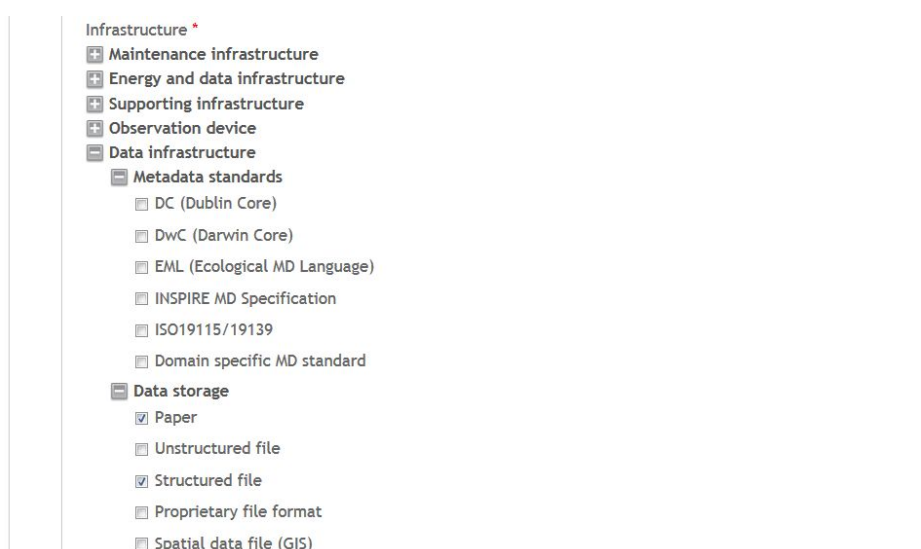 Infrastructure *
Maintenance infrastructure
Energy and data infrastructure
Supporting infrastructure
Observation device
Data infrastructure
Metadata standards
DC (Dublin Core)
DwC (Darwin Core)
EML (Ecological MD Language)
INSPIRE MD Specification
ISO19115/19139
Domain specific MD standard
Data storage
Paper
Unstructured file
Structured file
Proprietary file format
Spatial data file (GIS)